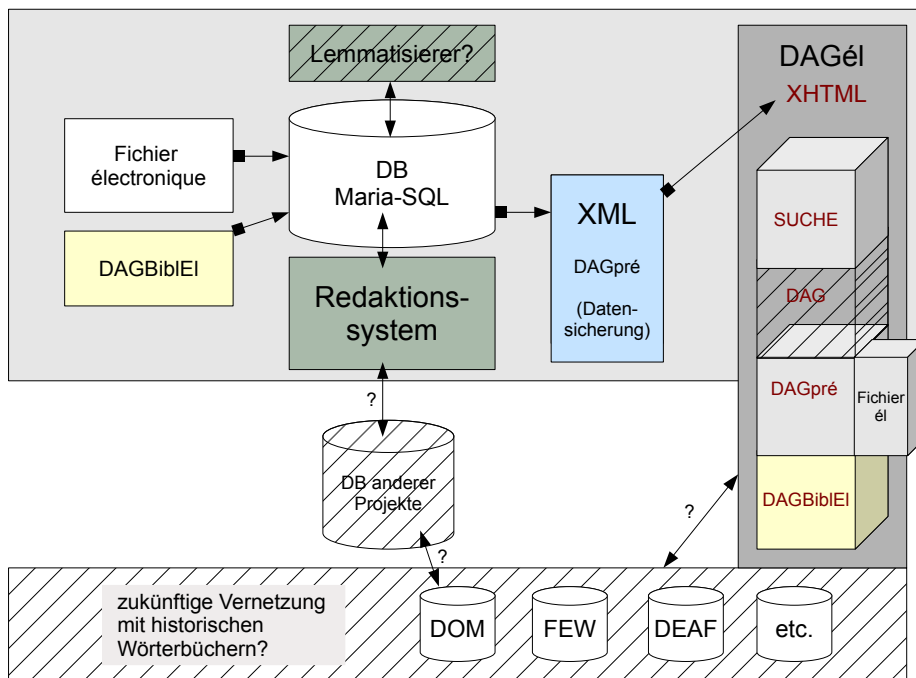 Lemmatisierer?
DAGél
XHTML
Fichier
électronique
DB
Maria-SQL
XML
DAGpré
(Daten-
sicherung)
DAGBiblEl
Redaktions-
system
SUCHE
DAG
DAGpré
Fichier
él
DAGBiblEl
?
DB anderer
Projekte
?
?
zukünftige Vernetzung
mit historischen
Wörterbüchern?
DOM
FEW
DEAF
etc.